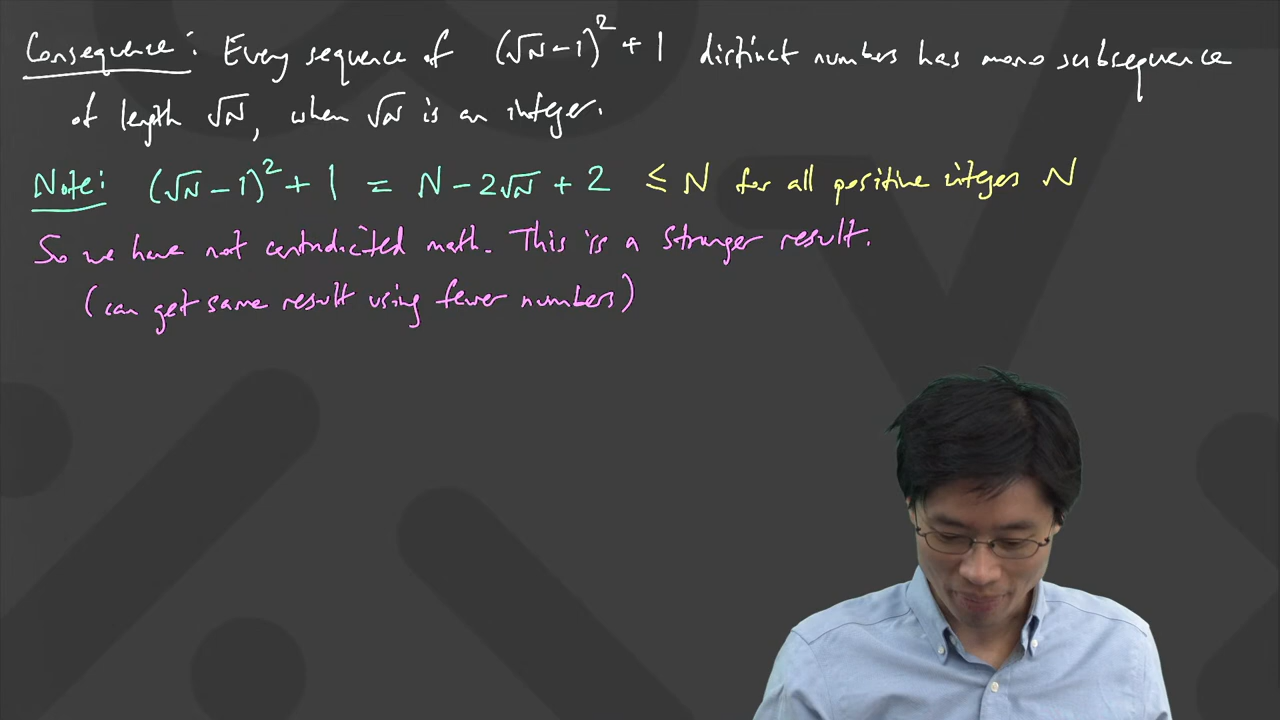 Consequence: Every sequence of (√N-1)² + 1 distinct numbers has mono subsequence
of length √N, when √N is an integer.
Note: (√N - 1)² + 1 = N - 2√N + 2 ≤ N for all positive integers N
So we have not contradicted math. This is a stronger result.
(can get same result using fewer numbers)